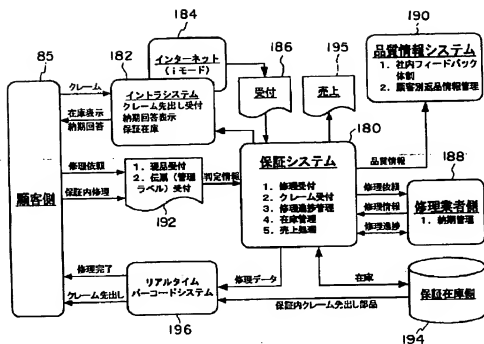 184
インターネット
(iモード)
182
イントラシステム
クレーム先出し受付
納期回答表示
保証在庫
85
顧客側
クレーム
在庫表示
納期回答
修理依頼
保証内修理
修理完了
クレーム先出し
1. 現品受付
2. 伝票(管理
ラベル)受付
192
判定情報
186
受付
195
売上
180
保証システム
1. 修理受付
2. クレーム受付
3. 修理進捗管理
4. 在庫管理
5. 売上処理
190
品質情報システム
1. 社内フィードバック
体制
2. 顧客別返品情報管理
品質情報
188
修理業者側
1. 納期管理
修理依頼
修理情報
修理進捗
リアルタイム
バーコードシステム
196
修理データ
在庫
保証内クレーム先出し部品
保証在庫側
194